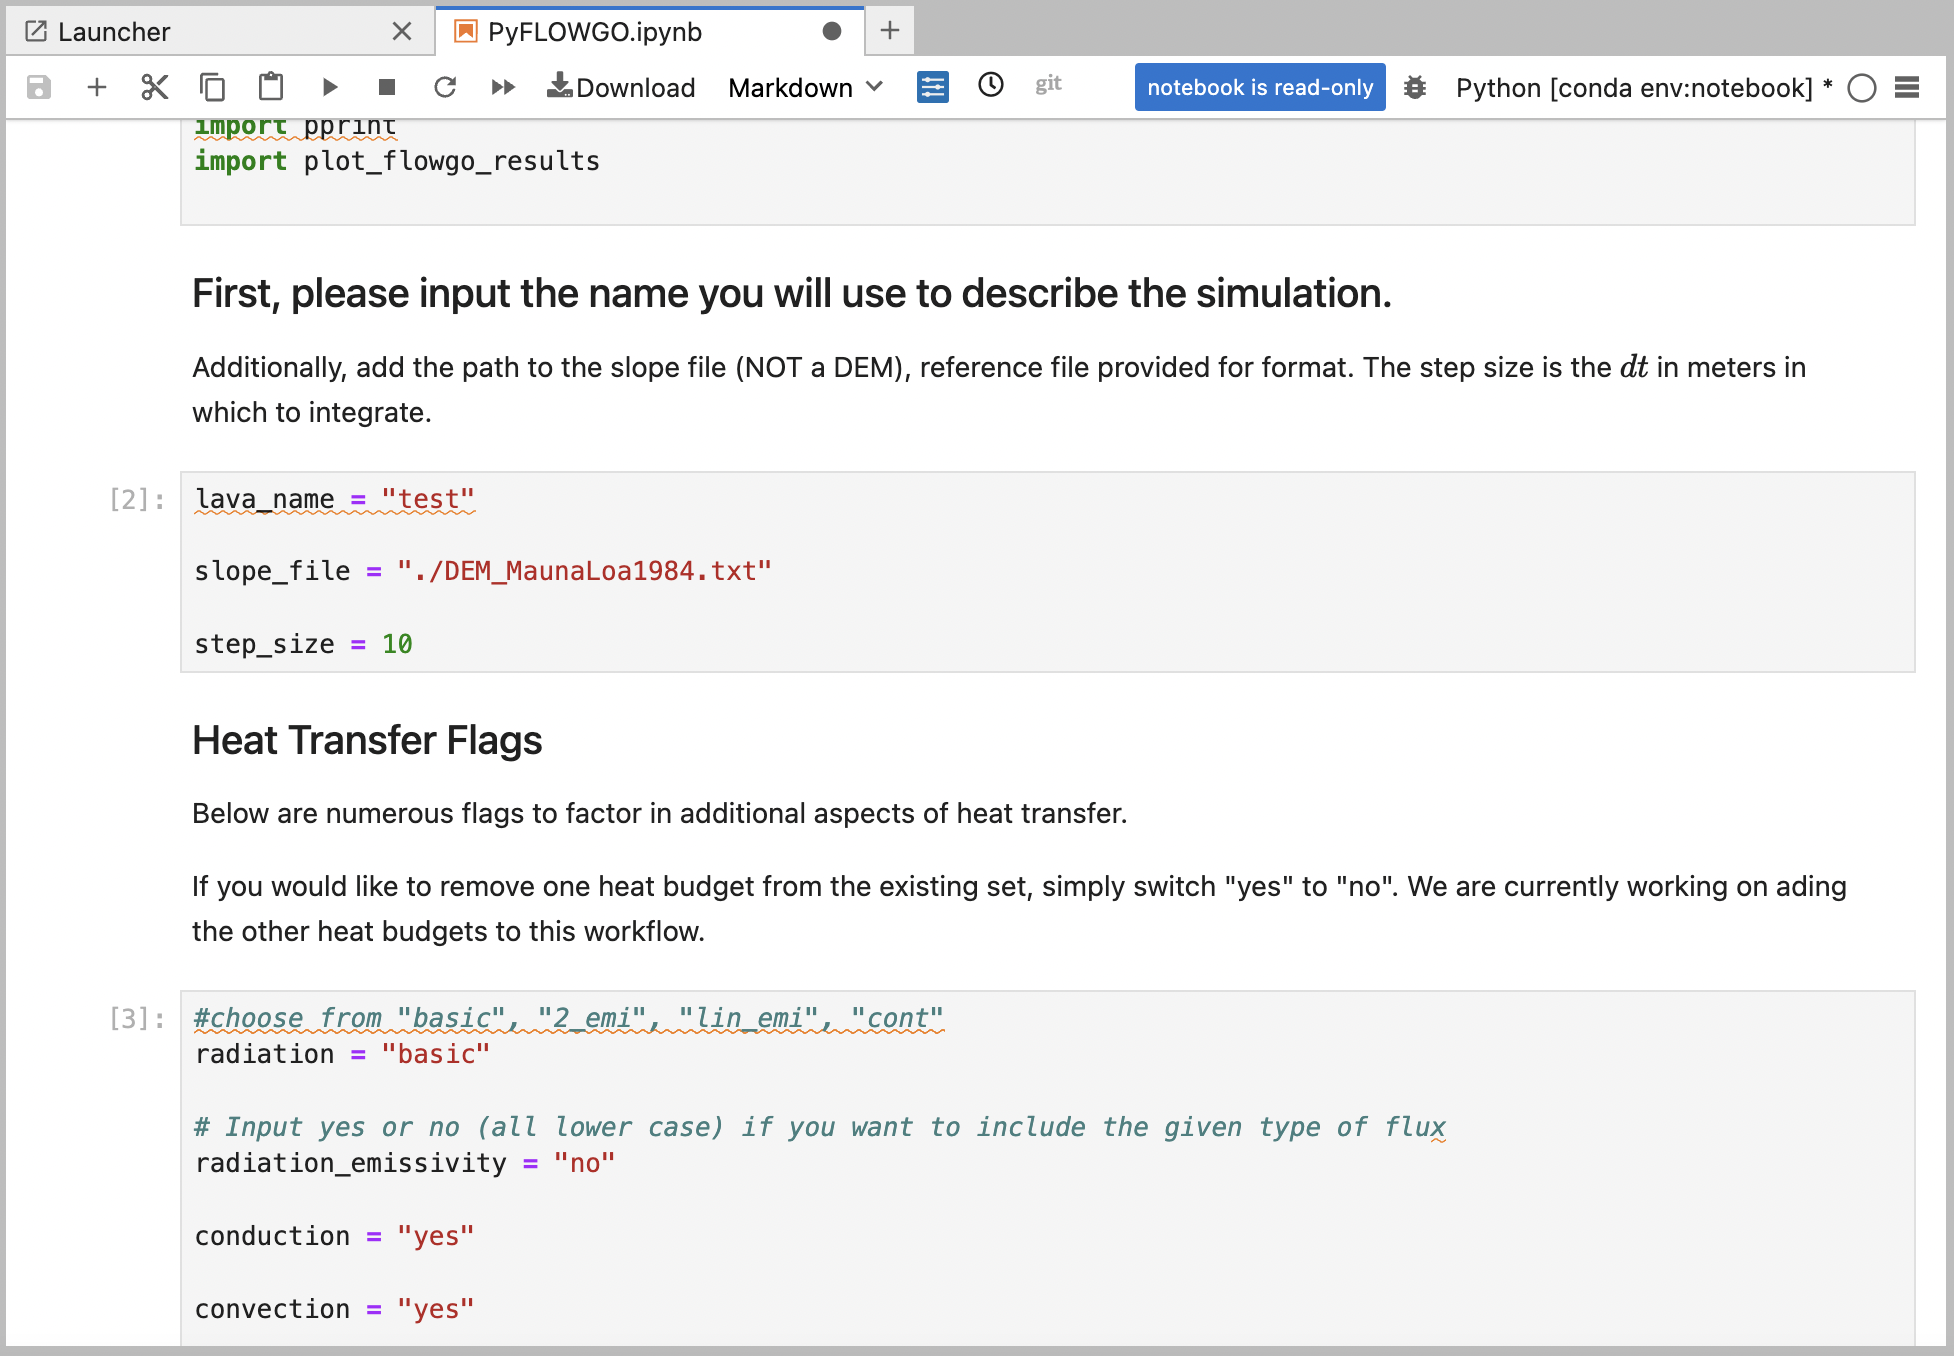 Launcher
PyFLOWGO.ipynb
Download Markdown git notebook is read-only Python [conda env:notebook] *
import pprint
import plot_flowgo_results
First, please input the name you will use to describe the simulation.
Additionally, add the path to the slope file (NOT a DEM), reference file provided for format. The step size is the dt in meters in
which to integrate.
[2]: lava_name = "test"
slope_file = "./DEM_MaunaLoa1984.txt"
step_size = 10
Heat Transfer Flags
Below are numerous flags to factor in additional aspects of heat transfer.
If you would like to remove one heat budget from the existing set, simply switch "yes" to "no". We are currently working on ading
the other heat budgets to this workflow.
[3]: #choose from "basic", "2_emi", "lin_emi", "cont"
radiation = "basic"
# Input yes or no (all lower case) if you want to include the given type of flux
radiation_emissivity = "no"
conduction = "yes"
convection = "yes"